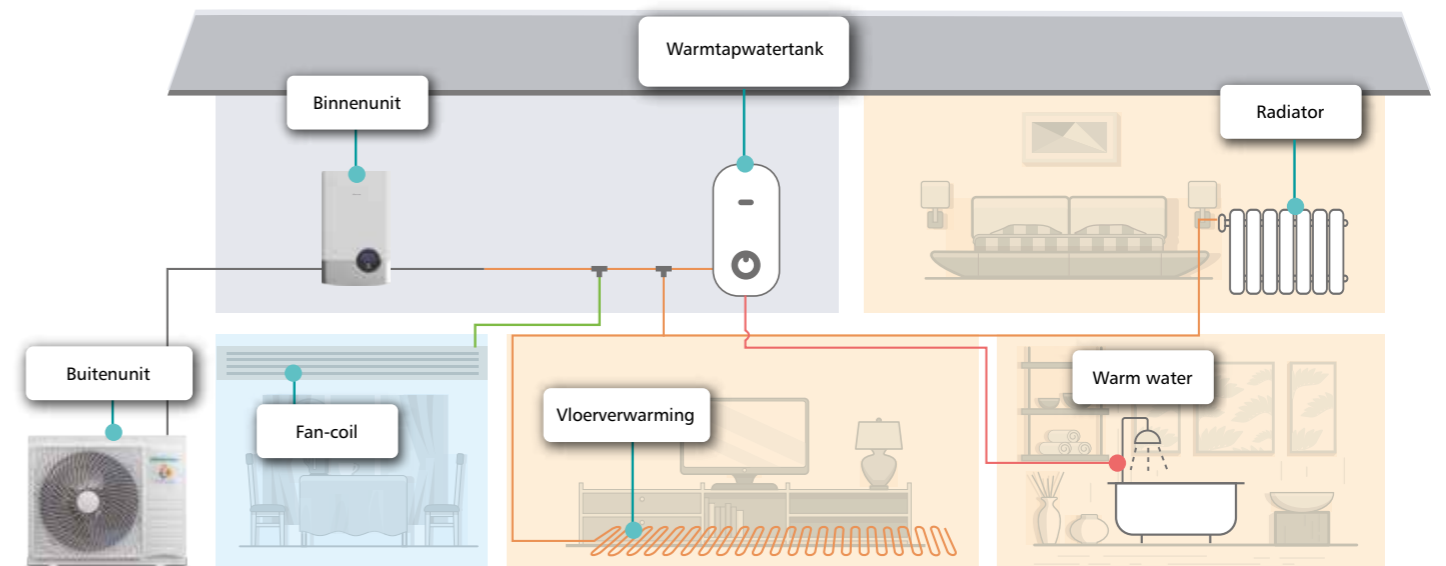 Warmtapwatertank
Binnenunit
Radiator
Buitenunit
Warm water
Vloerverwarming
Fan-coil